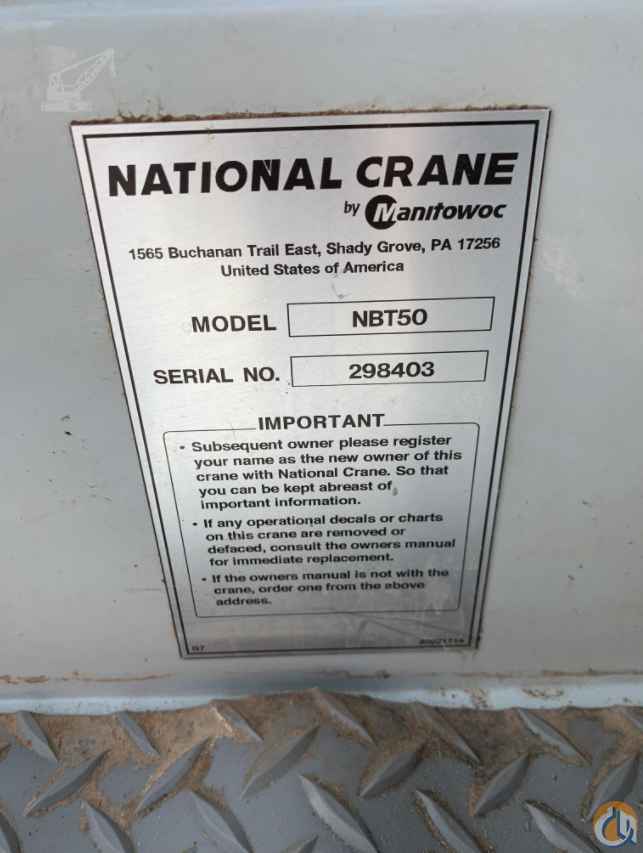 NATIONAL CRANE
by Manitowoc
1565 Buchanan Trail East, Shady Grove, PA 17256
United States of America
MODEL NBT50
SERIAL NO. 298403
IMPORTANT
• Subsequent owner please register
your name as the new owner of this
crane with National Crane. So that
you can be kept abreast of
important information.
• If any operational decals or charts
on this crane are removed or
defaced, consult the owners manual
for immediate replacement.
• If the owners manual is not with the
crane, order one from the above
address.